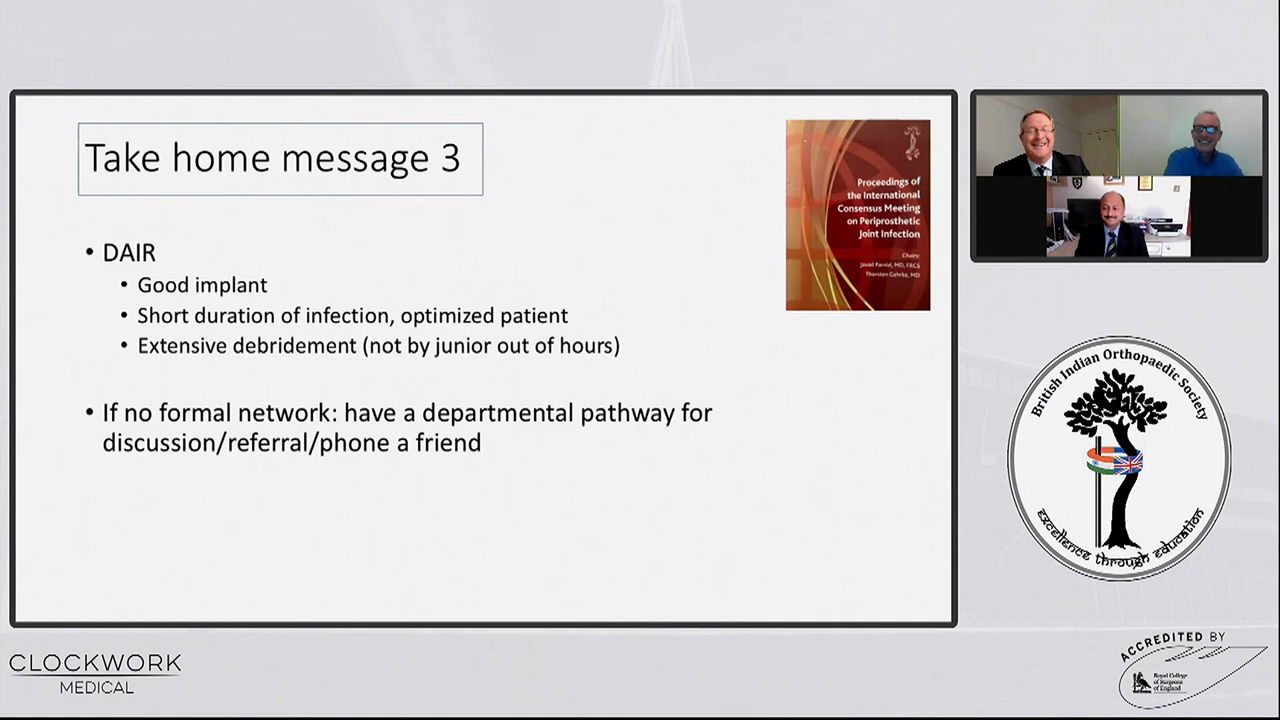 Take home message 3
• DAIR
• Good implant
• Short duration of infection, optimized patient
• Extensive debridement (not by junior out of hours)
• If no formal network: have a departmental pathway for
discussion/referral/phone a friend
Proceedings of
the International
Consensus Meeting
on Periprosthetic
Joint Infection
Chairs:
Javad Parvizi, MD, FRCS
Thorsten Gehrke, MD
British Indian Orthopaedic Society
excellence through education
CLOCKWORK
MEDICAL
ACCREDITED BY
Royal College
of Surgeons
of England